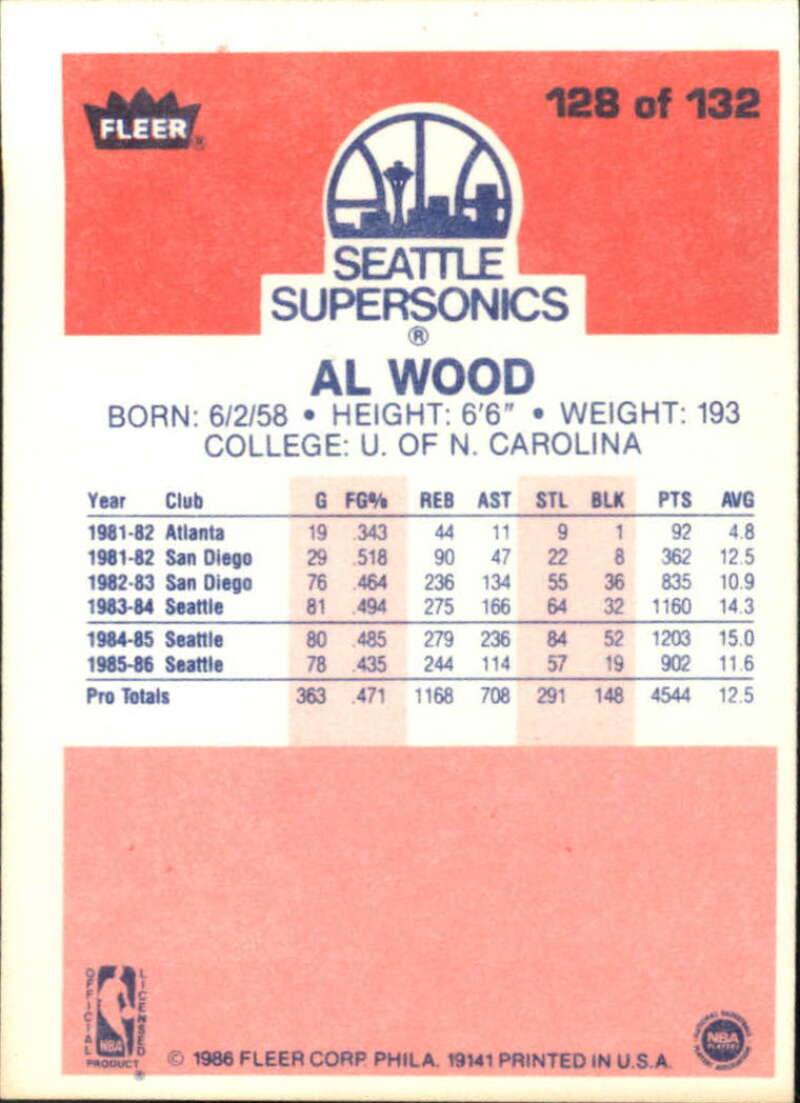 FLEER®
128 of 132
SEATTLE
SUPERSONICS
®
AL WOOD
BORN: 6/2/58 • HEIGHT: 6'6" • WEIGHT: 193
COLLEGE: U. OF N. CAROLINA
Year Club G FG% REB AST STL BLK PTS AVG
1981-82 Atlanta 19 .343 44 11 9 1 92 4.8
1981-82 San Diego 29 .518 90 47 22 8 362 12.5
1982-83 San Diego 76 .464 236 134 55 36 835 10.9
1983-84 Seattle 81 .494 275 166 64 32 1160 14.3
1984-85 Seattle 80 .485 279 236 84 52 1203 15.0
1985-86 Seattle 78 .435 244 114 57 19 902 11.6
Pro Totals 363 .471 1168 708 291 148 4544 12.5
OFFICIAL
LICENSED
NBA
PRODUCT
®
© 1986 FLEER CORP. PHILA. 19141 PRINTED IN U.S.A.
NATIONAL BASKETBALL
NBA
PLAYERS
PLAYERS ASSOCIATION